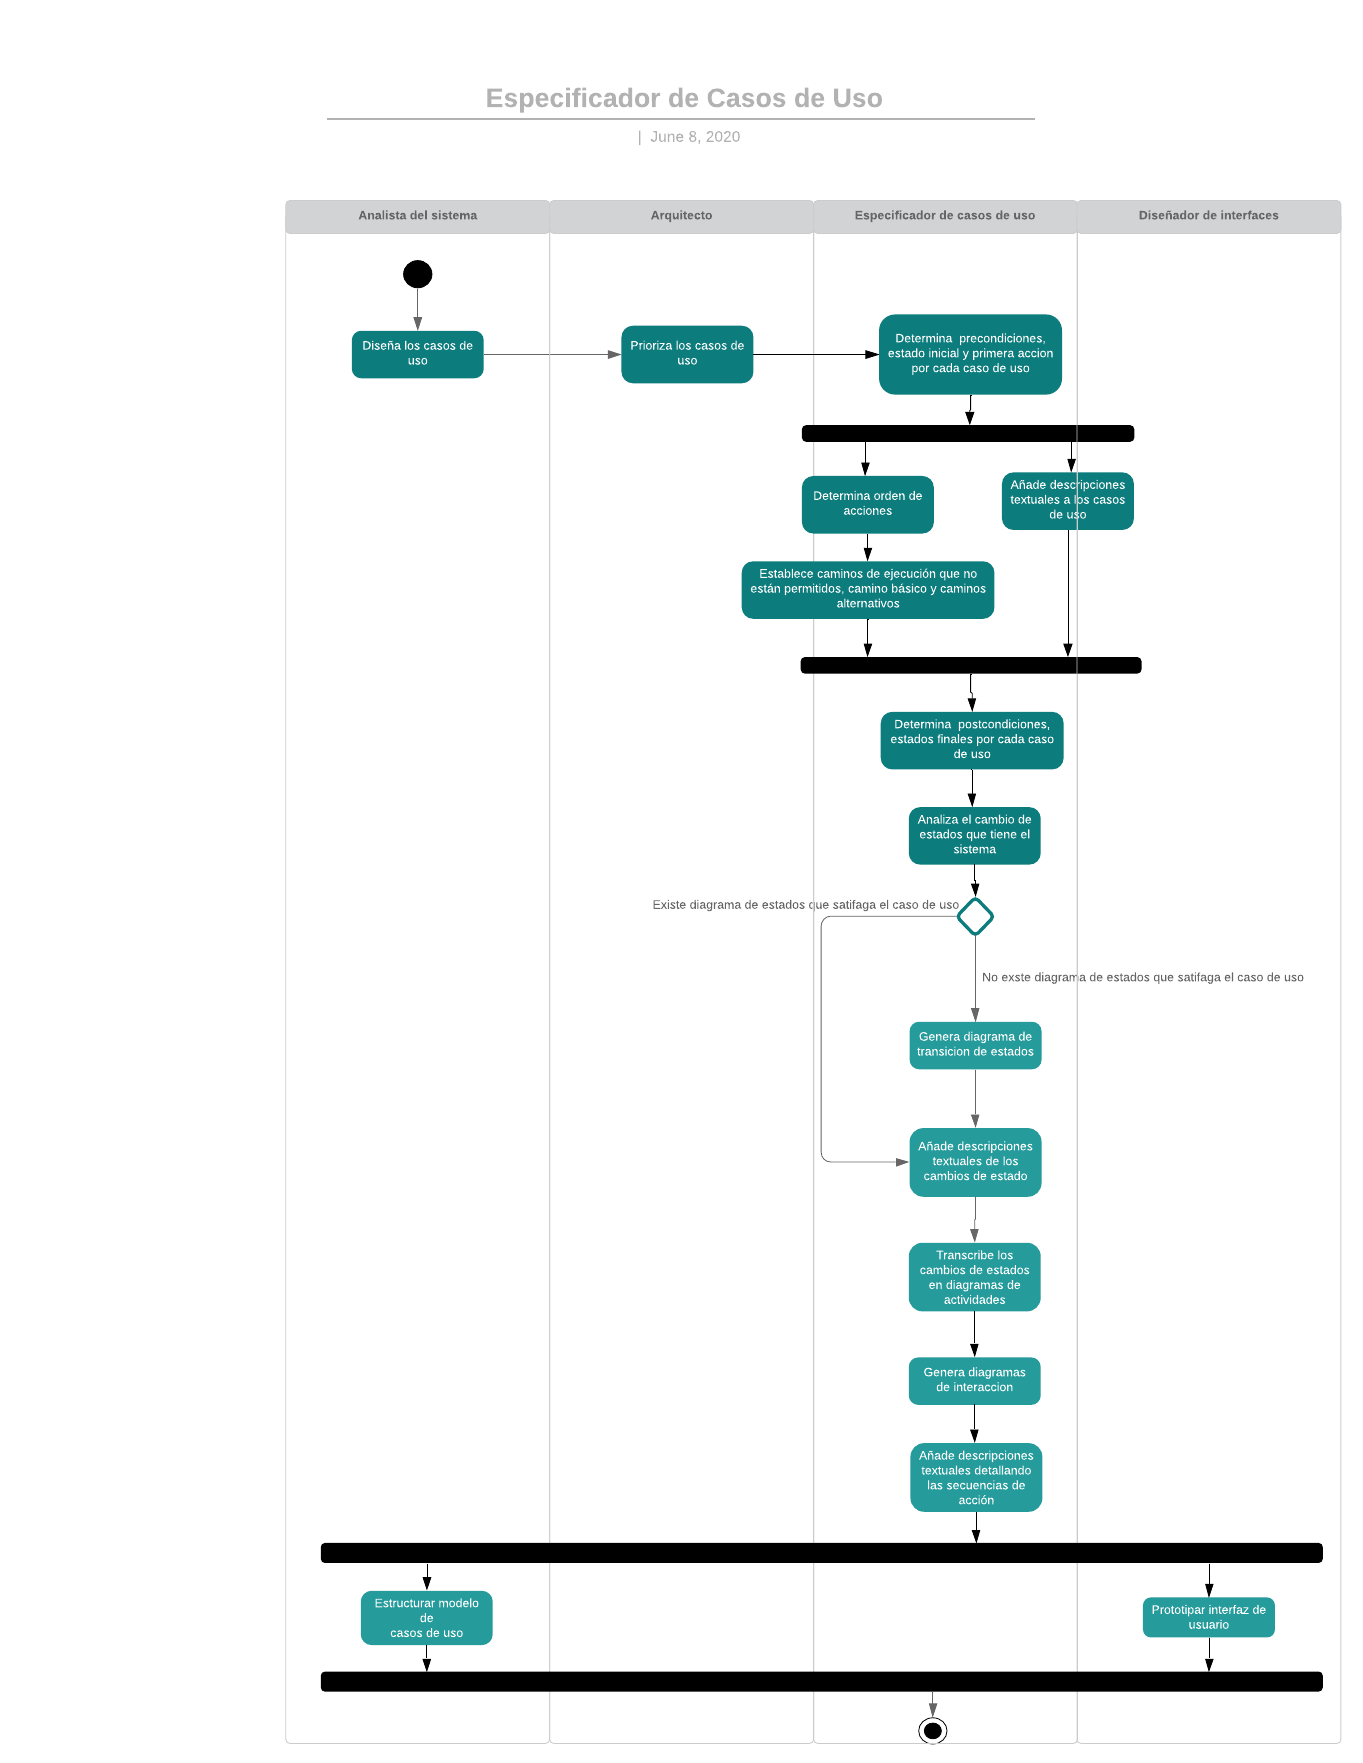 Especificador de Casos de Uso
| June 8, 2020
Analista del sistema
Arquitecto
Especificador de casos de uso
Diseñador de interfaces
Diseña los casos de
uso
Prioriza los casos de
uso
Determina  precondiciones,
estado inicial y primera accion
por cada caso de uso
Determina orden de
acciones
Añade descripciones
textuales a los casos
de uso
Establece caminos de ejecución que no
están permitidos, camino básico y caminos
alternativos
Determina  postcondiciones,
estados finales por cada caso
de uso
Analiza el cambio de
estados que tiene el
sistema
Existe diagrama de estados que satifaga el caso de uso
No exste diagrama de estados que satifaga el caso de uso
Genera diagrama de
transicion de estados
Añade descripciones
textuales de los
cambios de estado
Transcribe los
cambios de estados
en diagramas de
actividades
Genera diagramas
de interaccion
Añade descripciones
textuales detallando
las secuencias de
acción
Estructurar modelo
de
casos de uso
Prototipar interfaz de
usuario